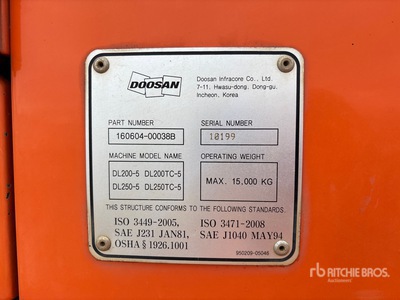 DOOSAN
Doosan Infracore Co., Ltd.
7-11, Hwasu-dong, Dong-gu,
Incheon, Korea
PART NUMBER
160604-00038B
SERIAL NUMBER
10199
MACHINE MODEL NAME
DL200-5 DL200TC-5
DL250-5 DL250TC-5
OPERATING WEIGHT
MAX. 15,000 KG
THIS STRUCTURE CONFORMS TO THE FOLLOWING STANDARDS.
ISO 3449-2005,
SAE J231 JAN81,
OSHA § 1926.1001
ISO 3471-2008
SAE J1040 MAY94
950209-05046
rb RITCHIE BROS.
Auctioneers